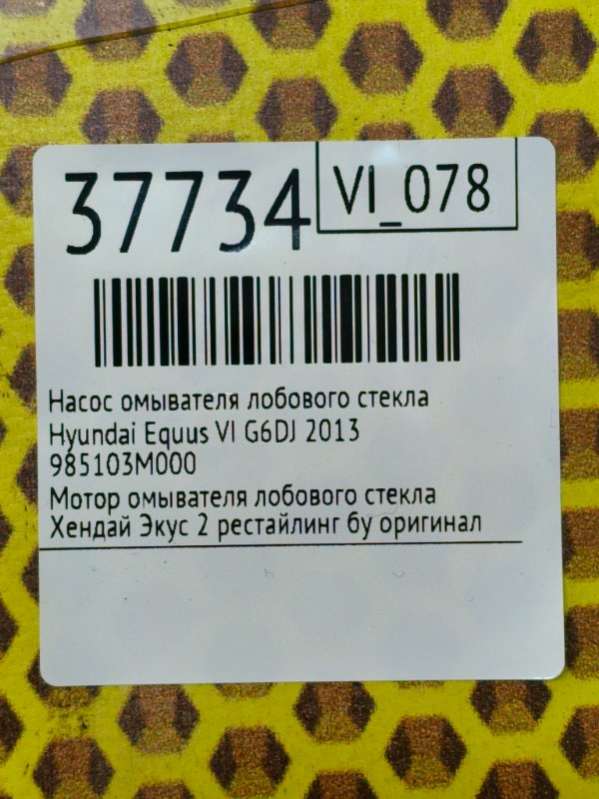 37734
VI_078
Насос омывателя лобового стекла
Hyundai Equus VI G6DJ 2013
985103M000
Мотор омывателя лобового стекла
Хендай Экус 2 рестайлинг бу оригинал